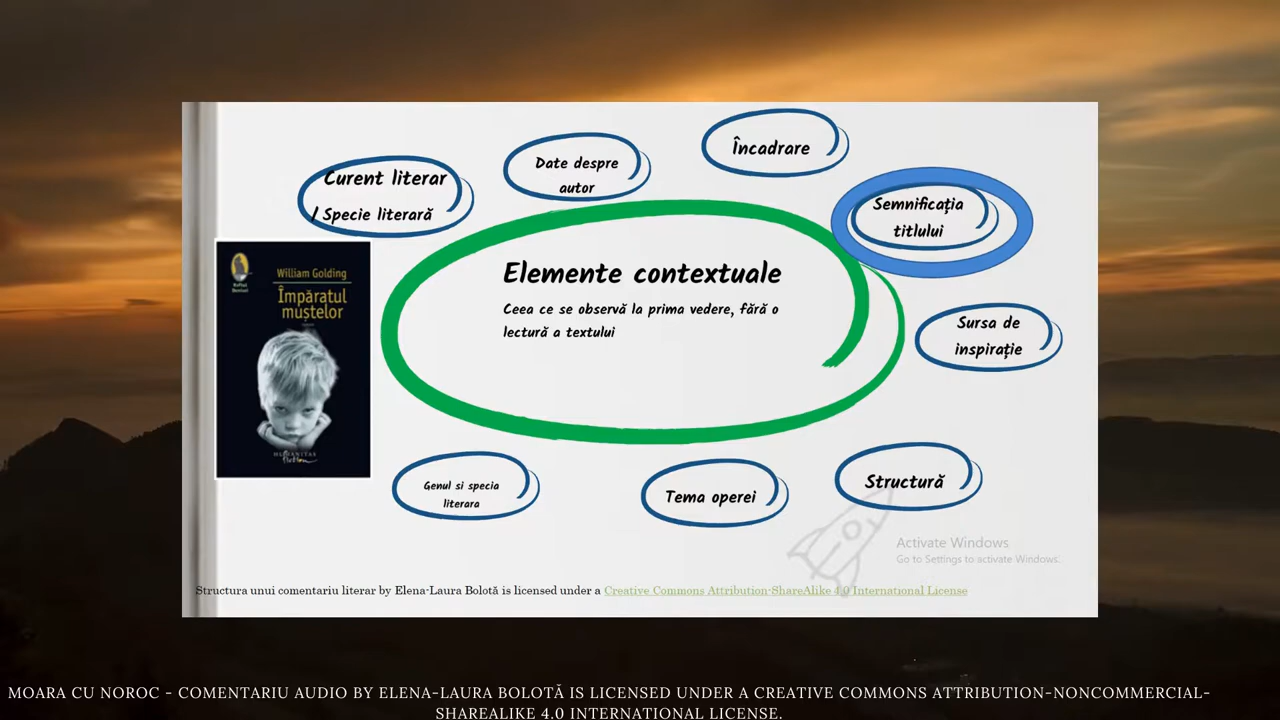 Încadrare
Date despre
autor
Curent literar
/ Specie literară
Semnificația
titlului
William Golding
Împăratul
muștelor
Elemente contextuale
Ceea ce se observă la prima vedere, fără o
lectură a textului
Sursa de
inspirație
Genul si specia
literara
Tema operei
Structură
HUMANITAS
fiction
Activate Windows
Go to Settings to activate Windows.
Structura unui comentariu literar by Elena-Laura Bolotă is licensed under a Creative Commons Attribution-ShareAlike 4.0 International License
MOARA CU NOROC - COMENTARIU AUDIO BY ELENA-LAURA BOLOTĂ IS LICENSED UNDER A CREATIVE COMMONS ATTRIBUTION-NONCOMMERCIAL-
SHAREALIKE 4.0 INTERNATIONAL LICENSE.